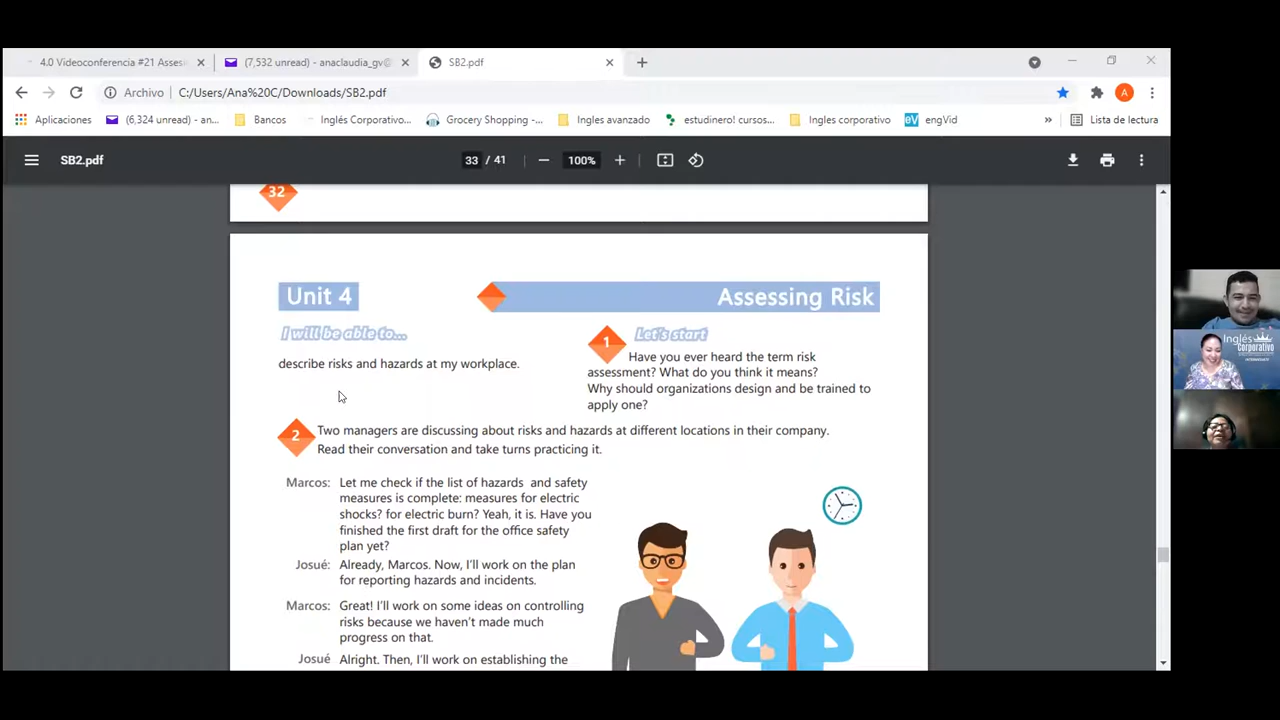 4.0 Videoconferencia #21 Asses
(7,532 unread) - anaclaudia_gv@
SB2.pdf
Archivo
C:/Users/Ana%20C/Downloads/SB2.pdf
A
Aplicaciones
(6,324 unread) - an...
Bancos
Inglés Corporativo...
Grocery Shopping -...
Ingles avanzado
estudinero! cursos...
Ingles corporativo
eV engVid
»
Lista de lectura
SB2.pdf
33 / 41
100%
32
Unit 4
Assessing Risk
I will be able to...
describe risks and hazards at my workplace.
1
Let's start
Have you ever heard the term risk
assessment? What do you think it means?
Why should organizations design and be trained to
apply one?
2
Two managers are discussing about risks and hazards at different locations in their company.
Read their conversation and take turns practicing it.
Marcos: Let me check if the list of hazards and safety
measures is complete: measures for electric
shocks? for electric burn? Yeah, it is. Have you
finished the first draft for the office safety
plan yet?
Josué: Already, Marcos. Now, I'll work on the plan
for reporting hazards and incidents.
Marcos: Great! I'll work on some ideas on controlling
risks because we haven't made much
progress on that.
Josué Alright. Then, I'll work on establishing the
Inglés
Corporativo